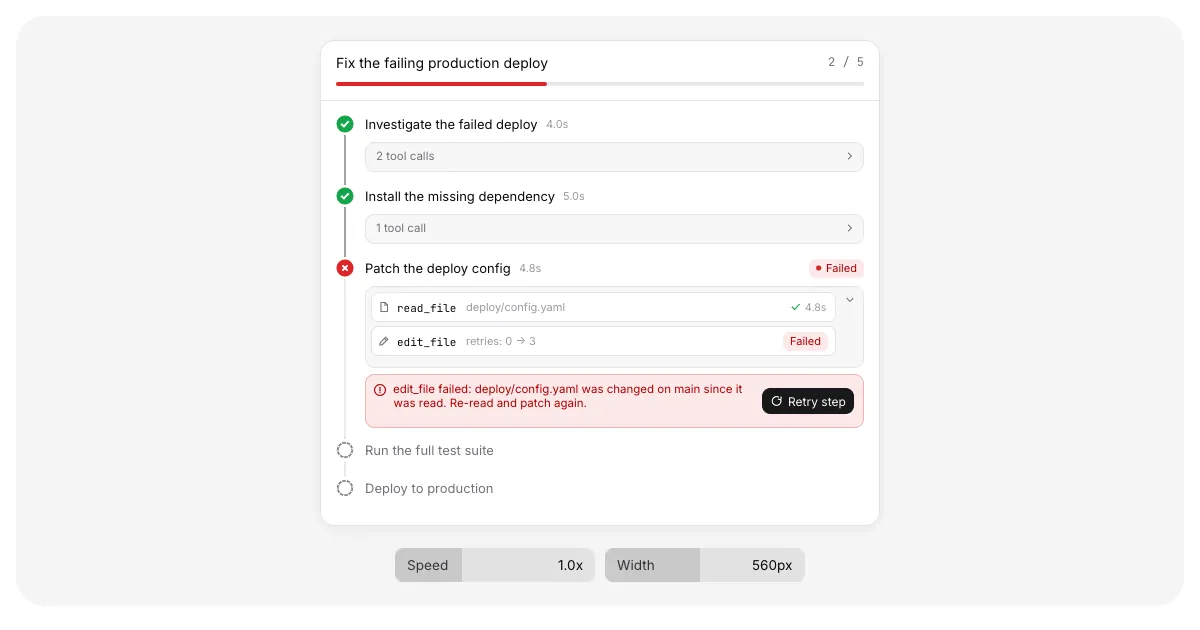 Fix the failing production deploy
2 / 5
Investigate the failed deploy 4.0s
2 tool calls
Install the missing dependency 5.0s
1 tool call
Patch the deploy config 4.8s
Failed
read_file deploy/config.yaml 4.8s
edit_file retries: 0 → 3 Failed
edit_file failed: deploy/config.yaml was changed on main since it
was read. Re-read and patch again.
Retry step
Run the full test suite
Deploy to production
Speed 1.0x
Width 560px